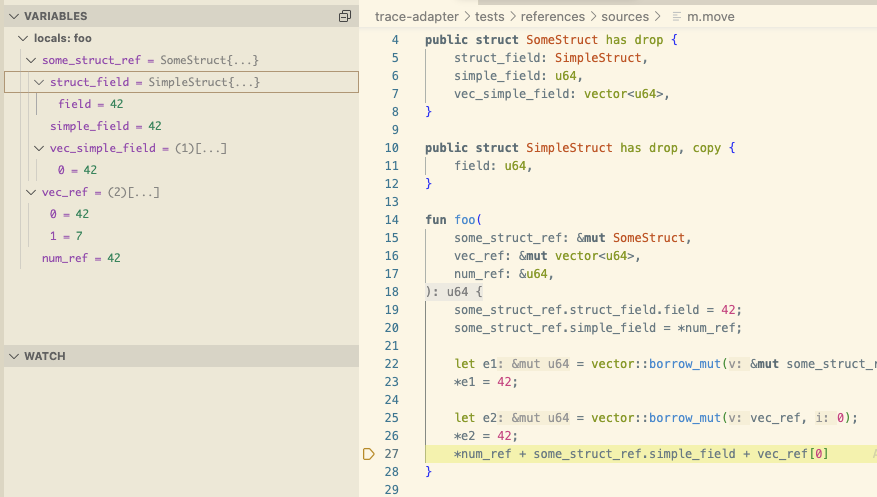 VARIABLES
locals: foo
some_struct_ref = SomeStruct{...}
struct_field = SimpleStruct{...}
field = 42
simple_field = 42
vec_simple_field = (1)[...]
0 = 42
vec_ref = (2)[...]
0 = 42
1 = 7
num_ref = 42
WATCH
trace-adapter > tests > references > sources > m.move
4 public struct SomeStruct has drop {
5 struct_field: SimpleStruct,
6 simple_field: u64,
7 vec_simple_field: vector<u64>,
8 }
9
10 public struct SimpleStruct has drop, copy {
11 field: u64,
12 }
13
14 fun foo(
15 some_struct_ref: &mut SomeStruct,
16 vec_ref: &mut vector<u64>,
17 num_ref: &u64,
18 ): u64 {
19 some_struct_ref.struct_field.field = 42;
20 some_struct_ref.simple_field = *num_ref;
21
22 let e1: &mut u64 = vector::borrow_mut(v: &mut some_struct_r
23 *e1 = 42;
24
25 let e2: &mut u64 = vector::borrow_mut(v: vec_ref, i: 0);
26 *e2 = 42;
27 *num_ref + some_struct_ref.simple_field + vec_ref[0]
28 }
29